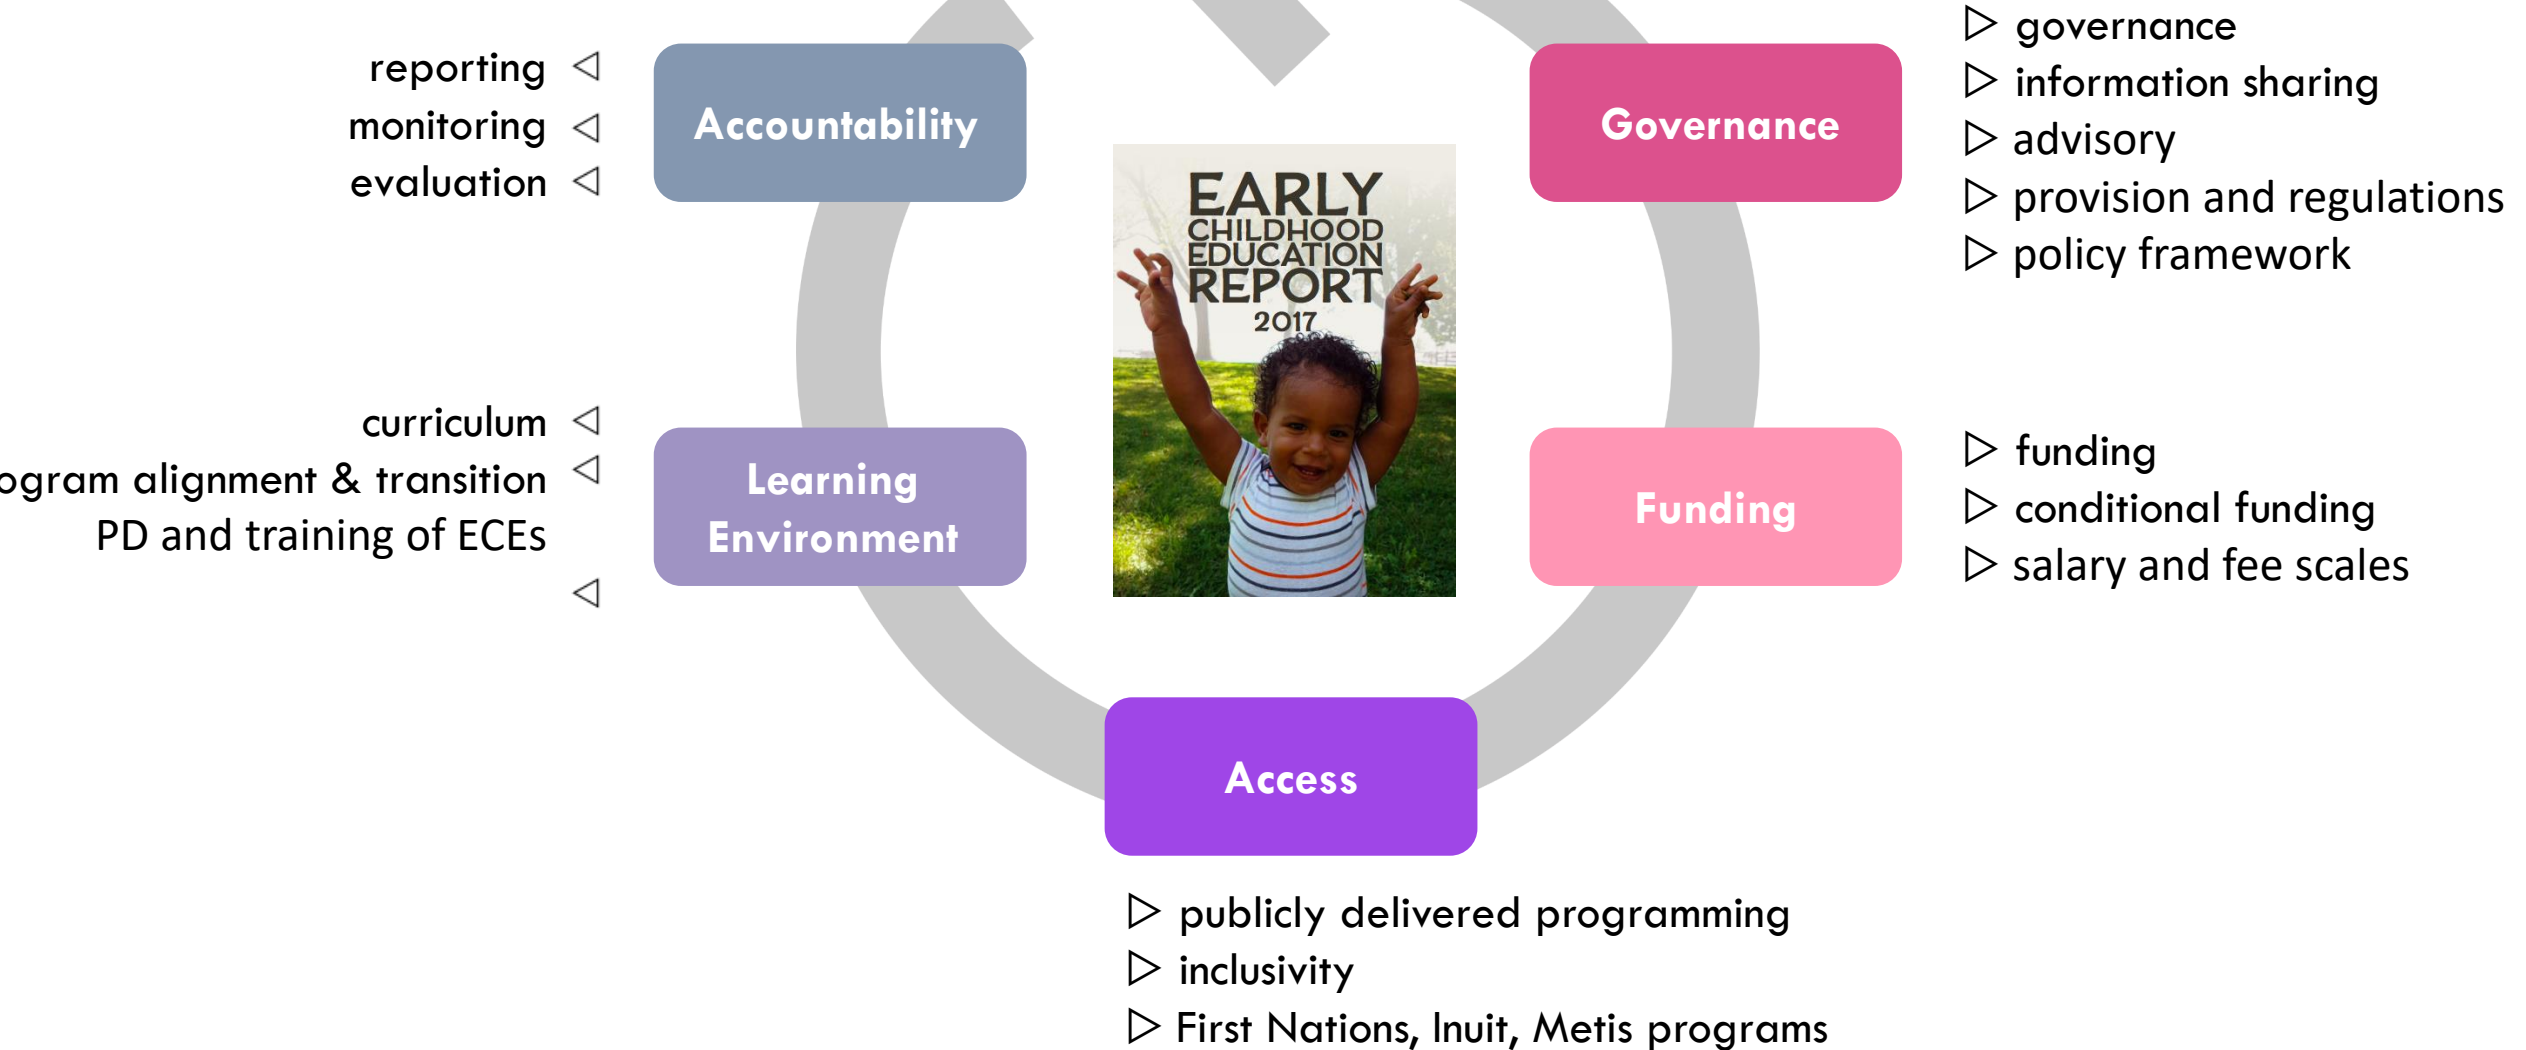 reporting
monitoring
evaluation
Accountability
Governance
governance
information sharing
advisory
provision and regulations
policy framework
EARLY
CHILDHOOD
EDUCATION
REPORT
2017
curriculum
ogram alignment & transition
PD and training of ECEs
Learning
Environment
Funding
funding
conditional funding
salary and fee scales
Access
publicly delivered programming
inclusivity
First Nations, Inuit, Metis programs